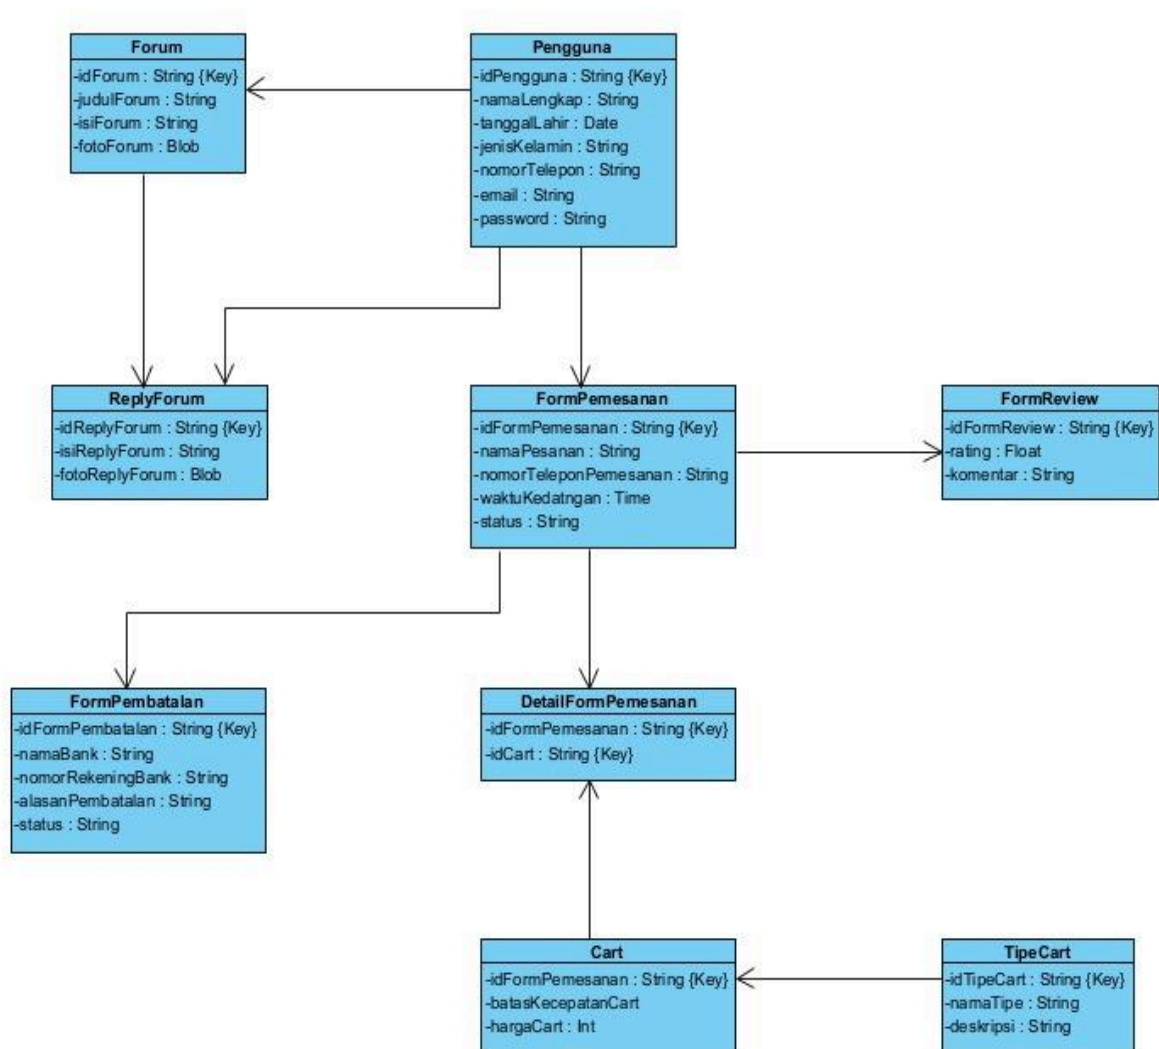 Forum
-idForum : String {Key}
-judulForum : String
-isiForum : String
-fotoForum : Blob
Pengguna
-idPengguna : String {Key}
-namaLengkap : String
-tanggalLahir : Date
-jenisKelamin : String
-nomorTelepon : String
-email : String
-password : String
ReplyForum
-idReplyForum : String {Key}
-isiReplyForum : String
-fotoReplyForum : Blob
FormPemesanan
-idFormPemesanan : String {Key}
-namaPesanan : String
-nomorTeleponPemesanan : String
-waktuKedatngan : Time
-status : String
FormReview
-idFormReview : String {Key}
-rating : Float
-komentar : String
FormPembatalan
-idFormPembatalan : String {Key}
-namaBank : String
-nomorRekeningBank : String
-alasanPembatalan : String
-status : String
DetailFormPemesanan
-idFormPemesanan : String {Key}
-idCart : String {Key}
Cart
-idFormPemesanan : String {Key}
-batasKecepatanCart
-hargaCart : Int
TipeCart
-idTipeCart : String {Key}
-namaTipe : String
-deskripsi : String